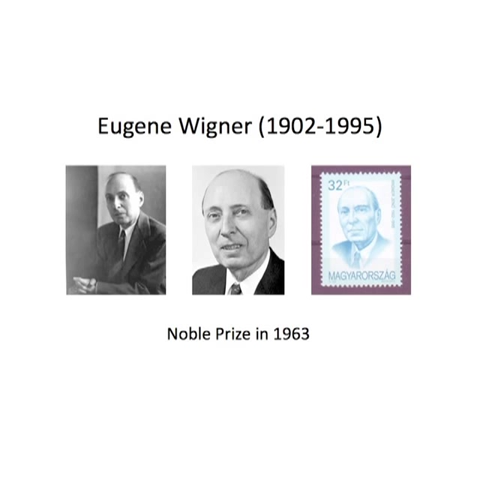 Eugene Wigner (1902-1995)
32Ft
MAGYARORSZÁG
Noble Prize in 1963